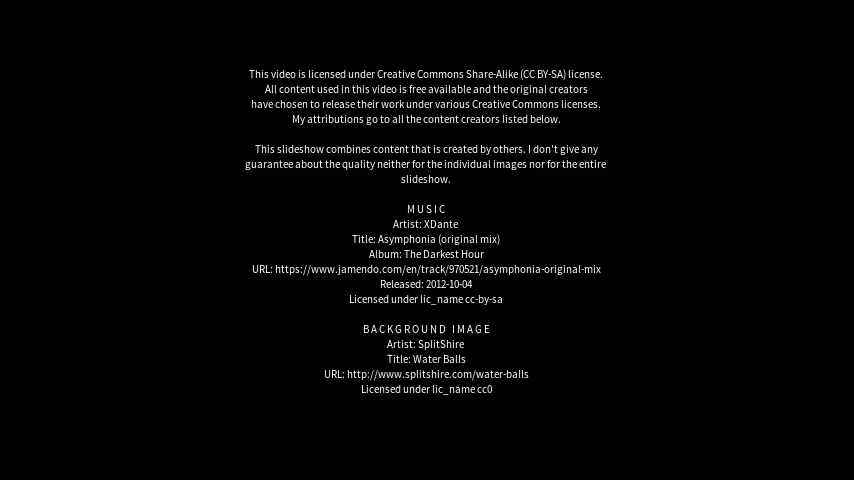 This video is licensed under Creative Commons Share-Alike (CC BY-SA) license.
All content used in this video is free available and the original creators
have chosen to release their work under various Creative Commons licenses.
My attributions go to all the content creators listed below.
This slideshow combines content that is created by others. I don't give any
guarantee about the quality neither for the individual images nor for the entire
slideshow.
MUSIC
Artist: XDante
Title: Asymphonia (original mix)
Album: The Darkest Hour
URL: https://www.jamendo.com/en/track/970521/asymphonia-original-mix
Released: 2012-10-04
Licensed under lic_name cc-by-sa
BACKGROUND IMAGE
Artist: SplitShire
Title: Water Balls
URL: http://www.splitshire.com/water-balls
Licensed under lic_name cc0